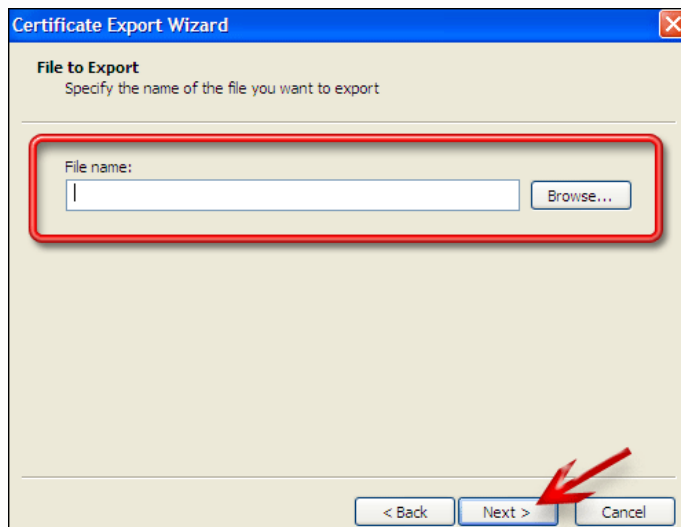 Certificate Export Wizard
File to Export
Specify the name of the file you want to export
File name:
Browse...
< Back
Next >
Cancel